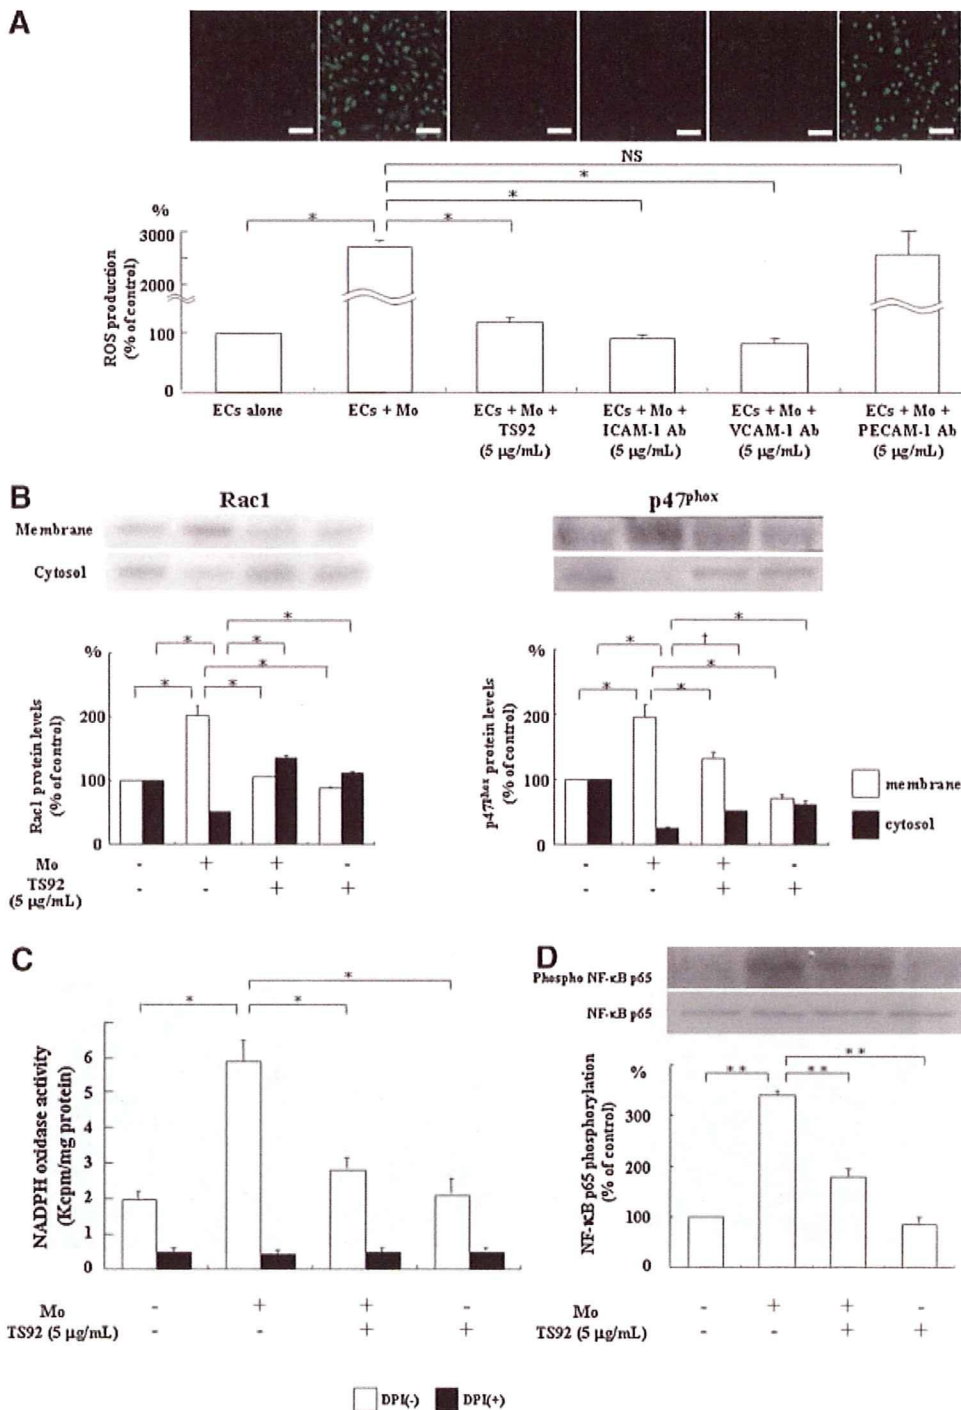 A
NS
*
*
* *
%
3000
2000
100
0
ROS production
(% of control)
ECs alone
ECs + Mo
ECs + Mo +
TS92
(5 μg/mL)
ECs + Mo +
ICAM-1 Ab
(5 μg/mL)
ECs + Mo +
VCAM-1 Ab
(5 μg/mL)
ECs + Mo +
PECAM-1 Ab
(5 μg/mL)
B
Rac1
Membrane
Cytosol
*
* *
*
* *
%
200
100
0
Rac1 protein levels
(% of control)
Mo - + + -
TS92 - - + +
(5 μg/mL)
p47phox
*
* †
*
* *
%
200
100
0
p47phox protein levels
(% of control)
- + + -
- - + +
membrane
cytosol
C
*
* *
6
5
4
3
2
1
0
NADPH oxidase activity
(Kcpm/mg protein)
Mo - + + -
TS92 (5 μg/mL) - - + +
DPI(-) DPI(+)
D
Phospho NF-κB p65
NF-κB p65
**
** **
%
300
200
100
0
NF-κB p65 phosphorylation
(% of control)
Mo - + + -
TS92 (5 μg/mL) - - + +